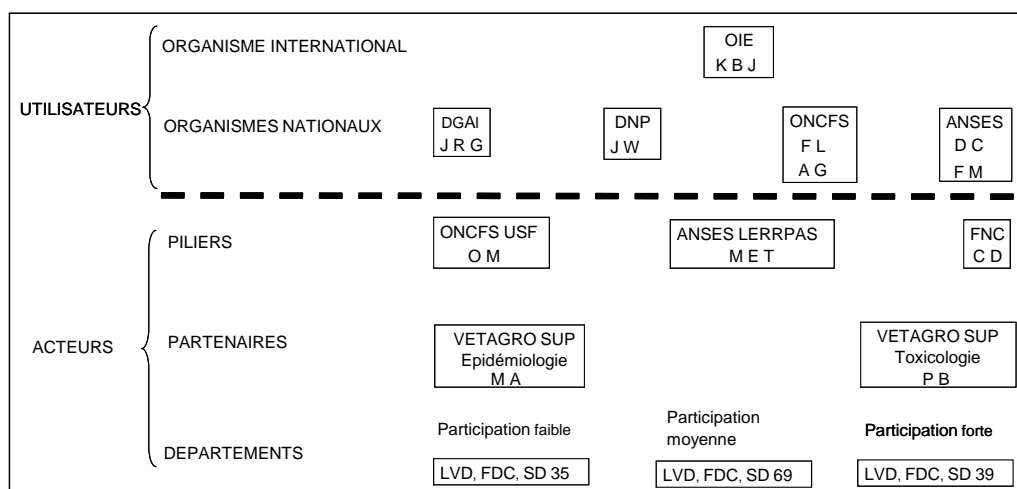 ORGANISME INTERNATIONAL
OIE
K B J
UTILISATEURS
ORGANISMES NATIONAUX
DGAl
J R G
DNP
J W
ONCFS
F L
A G
ANSES
D C
F M
PILIERS
ONCFS USF
O M
ANSES LERRPAS
M E T
FNC
C D
ACTEURS
PARTENAIRES
VETAGRO SUP
Epidémiologie
M A
VETAGRO SUP
Toxicologie
P B
DEPARTEMENTS
Participation faible
Participation
moyenne
Participation forte
LVD, FDC, SD 35
LVD, FDC, SD 69
LVD, FDC, SD 39